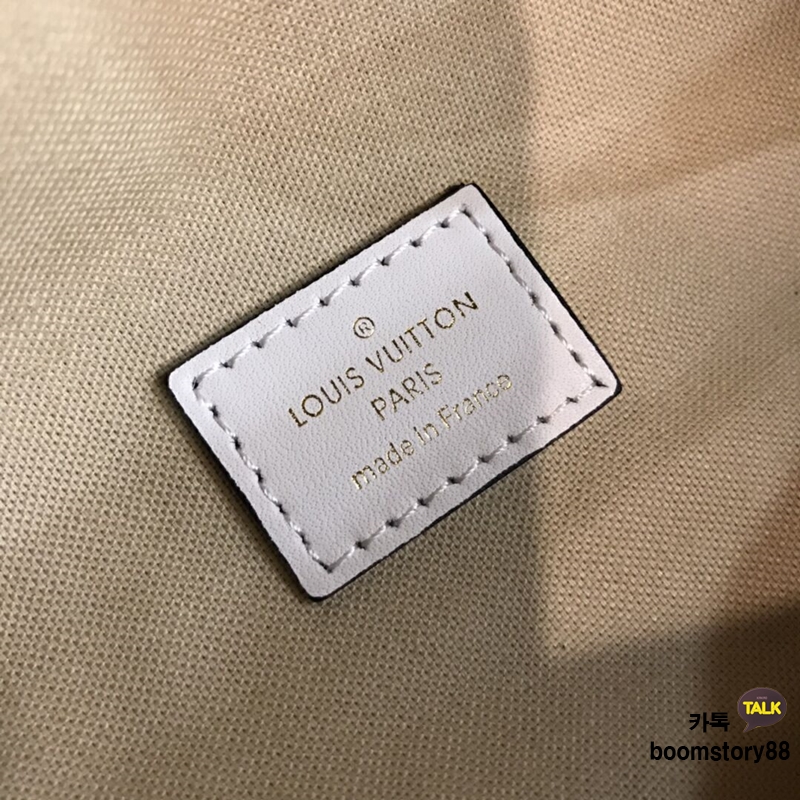 ®
LOUIS VUITTON
PARIS
made in France
카톡
TALK
boomstory88